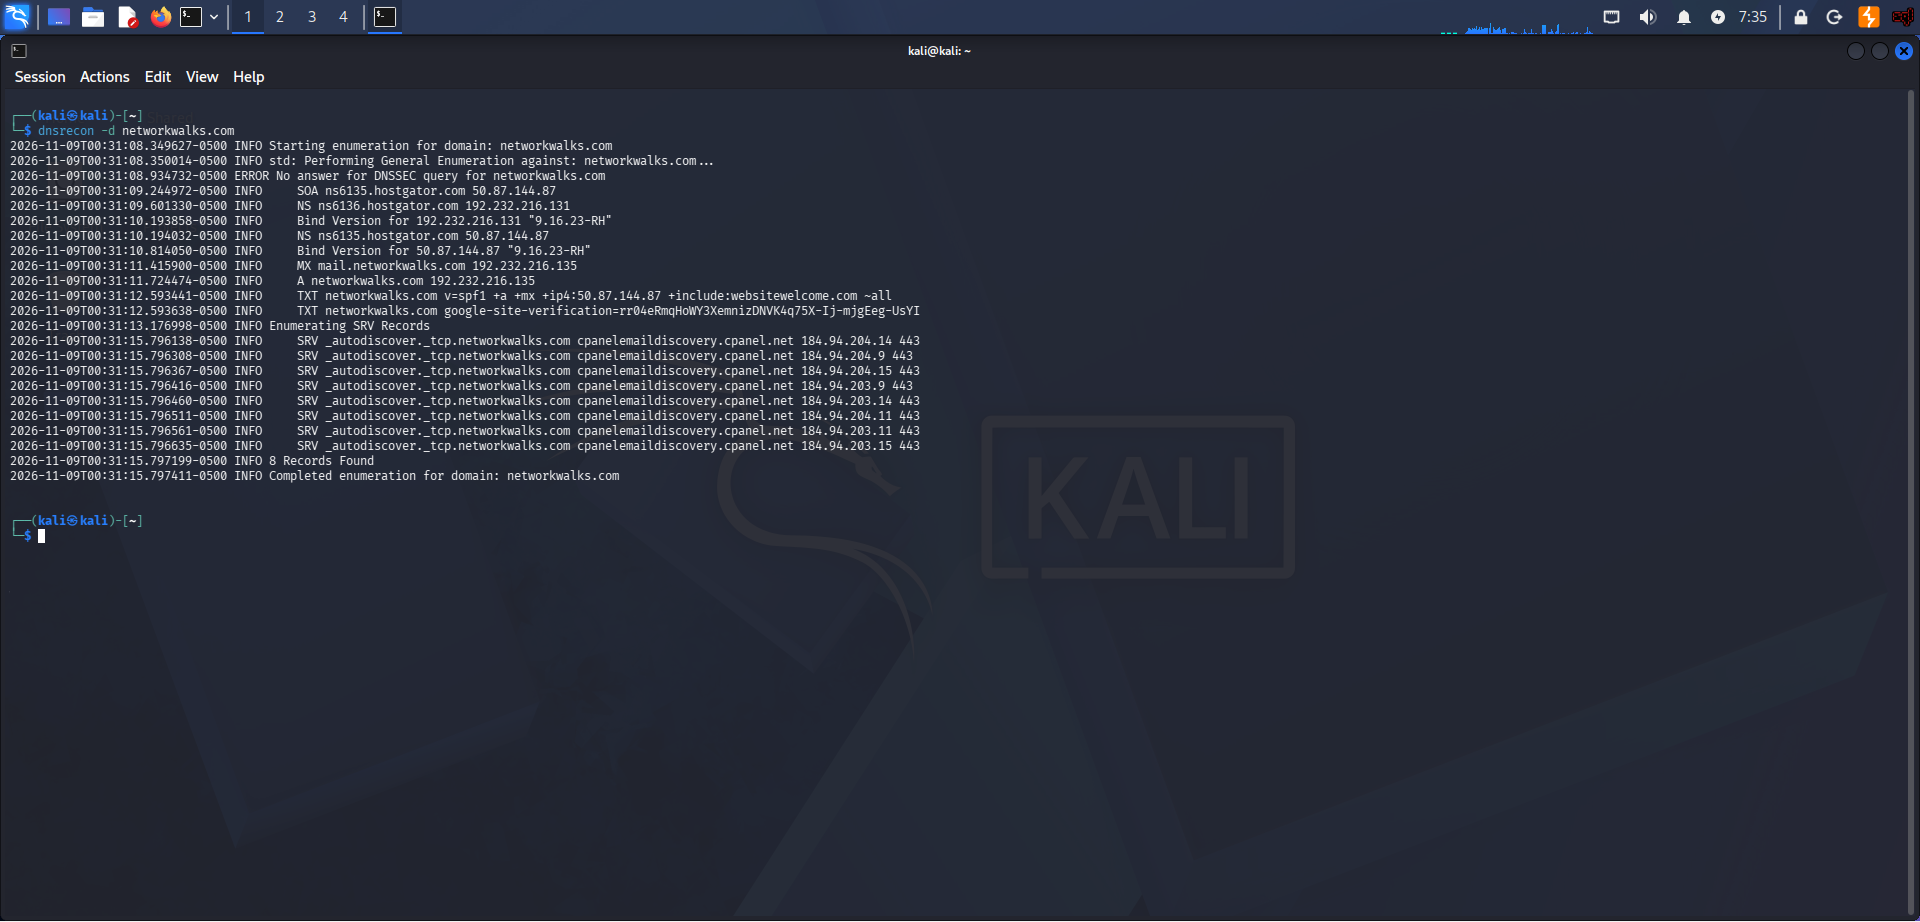 1 2 3 4 7:35
kali@kali: ~
Session Actions Edit View Help
┌──(kali㉿kali)-[~]
└─$ dnsrecon -d networkwalks.com
2026-11-09T00:31:08.349627-0500 INFO Starting enumeration for domain: networkwalks.com
2026-11-09T00:31:08.350014-0500 INFO std: Performing General Enumeration against: networkwalks.com...
2026-11-09T00:31:08.934732-0500 ERROR No answer for DNSSEC query for networkwalks.com
2026-11-09T00:31:09.244972-0500 INFO SOA ns6135.hostgator.com 50.87.144.87
2026-11-09T00:31:09.601330-0500 INFO NS ns6136.hostgator.com 192.232.216.131
2026-11-09T00:31:10.193858-0500 INFO Bind Version for 192.232.216.131 "9.16.23-RH"
2026-11-09T00:31:10.194032-0500 INFO NS ns6135.hostgator.com 50.87.144.87
2026-11-09T00:31:10.814050-0500 INFO Bind Version for 50.87.144.87 "9.16.23-RH"
2026-11-09T00:31:11.415900-0500 INFO MX mail.networkwalks.com 192.232.216.135
2026-11-09T00:31:11.724474-0500 INFO A networkwalks.com 192.232.216.135
2026-11-09T00:31:12.593441-0500 INFO TXT networkwalks.com v=spf1 +a +mx +ip4:50.87.144.87 +include:websitewelcome.com ~all
2026-11-09T00:31:12.593638-0500 INFO TXT networkwalks.com google-site-verification=rr04eRmqHoWY3XemnizDNVK4q75X-Ij-mjgEeg-UsYI
2026-11-09T00:31:13.176998-0500 INFO Enumerating SRV Records
2026-11-09T00:31:15.796138-0500 INFO SRV _autodiscover._tcp.networkwalks.com cpanelemaildiscovery.cpanel.net 184.94.204.14 443
2026-11-09T00:31:15.796308-0500 INFO SRV _autodiscover._tcp.networkwalks.com cpanelemaildiscovery.cpanel.net 184.94.204.9 443
2026-11-09T00:31:15.796367-0500 INFO SRV _autodiscover._tcp.networkwalks.com cpanelemaildiscovery.cpanel.net 184.94.204.15 443
2026-11-09T00:31:15.796416-0500 INFO SRV _autodiscover._tcp.networkwalks.com cpanelemaildiscovery.cpanel.net 184.94.203.9 443
2026-11-09T00:31:15.796460-0500 INFO SRV _autodiscover._tcp.networkwalks.com cpanelemaildiscovery.cpanel.net 184.94.203.14 443
2026-11-09T00:31:15.796511-0500 INFO SRV _autodiscover._tcp.networkwalks.com cpanelemaildiscovery.cpanel.net 184.94.204.11 443
2026-11-09T00:31:15.796561-0500 INFO SRV _autodiscover._tcp.networkwalks.com cpanelemaildiscovery.cpanel.net 184.94.203.11 443
2026-11-09T00:31:15.796635-0500 INFO SRV _autodiscover._tcp.networkwalks.com cpanelemaildiscovery.cpanel.net 184.94.203.15 443
2026-11-09T00:31:15.797199-0500 INFO 8 Records Found
2026-11-09T00:31:15.797411-0500 INFO Completed enumeration for domain: networkwalks.com
┌──(kali㉿kali)-[~]
└─$
KALI